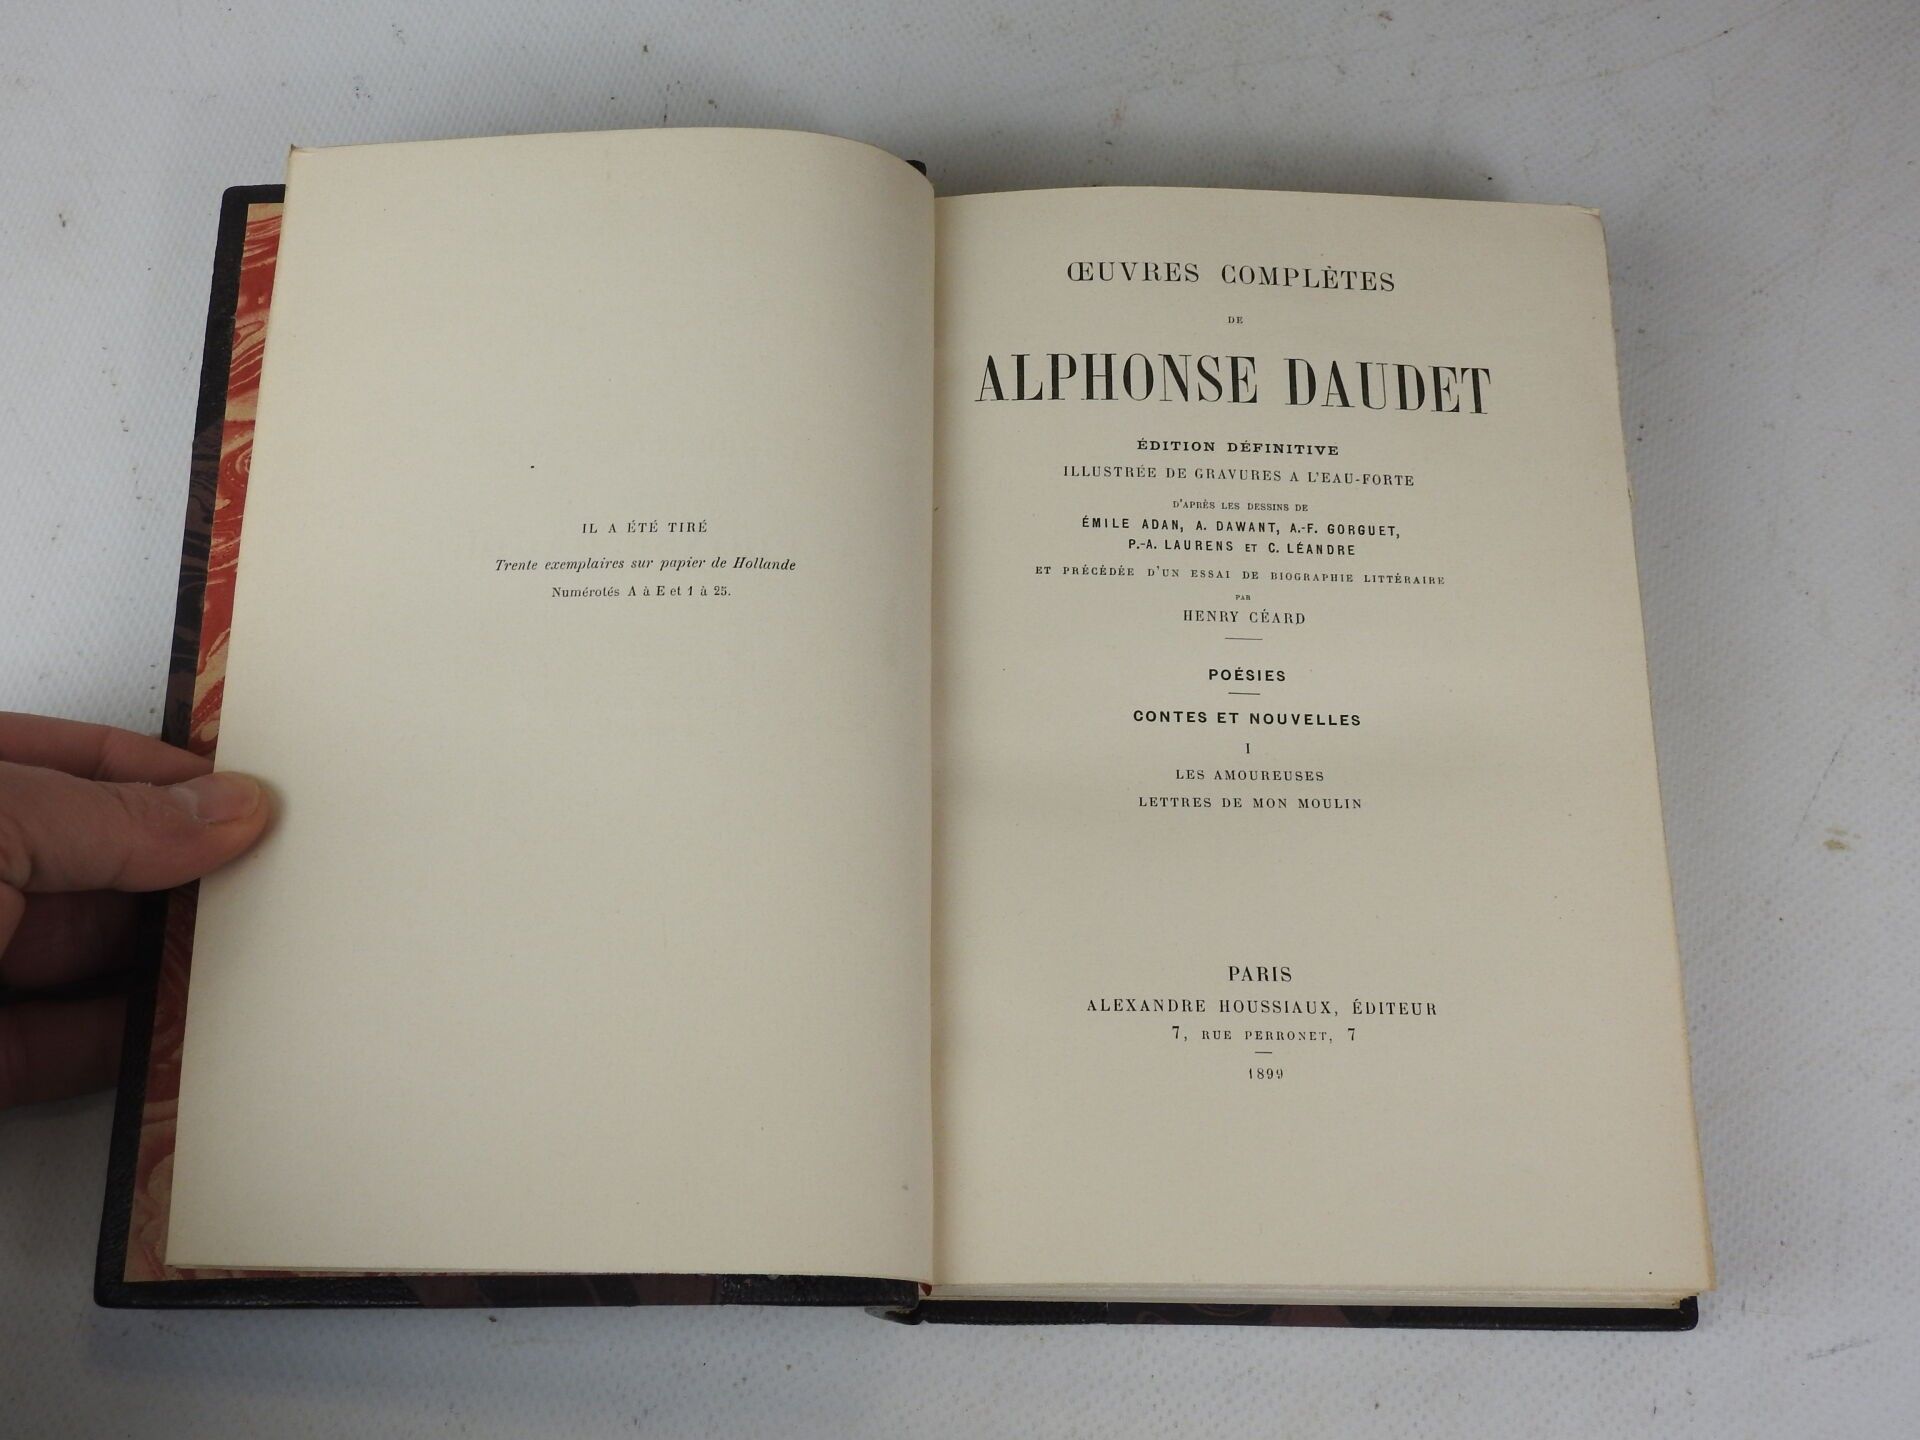 IL A ÉTÉ TIRÉ
Trente exemplaires sur papier de Hollande
Numérotés A à E et 1 à 25.
ŒUVRES COMPLÈTES
DE
ALPHONSE DAUDET
ÉDITION DÉFINITIVE
ILLUSTRÉE DE GRAVURES A L'EAU-FORTE
D'APRÈS LES DESSINS DE
ÉMILE ADAN, A. DAWANT, A.-F. GORGUET,
P.-A. LAURENS ET C. LÉANDRE
ET PRÉCÉDÉE D'UN ESSAI DE BIOGRAPHIE LITTÉRAIRE
PAR
HENRY CÉARD
POÉSIES
CONTES ET NOUVELLES
I
LES AMOUREUSES
LETTRES DE MON MOULIN
PARIS
ALEXANDRE HOUSSIAUX, ÉDITEUR
7, RUE PERRONET, 7
1899